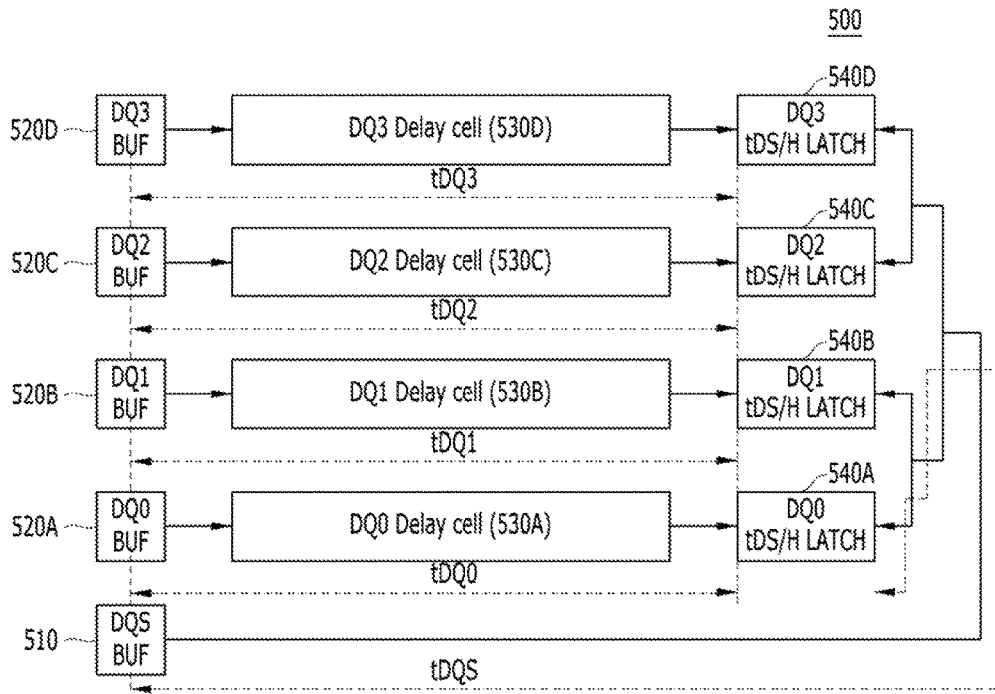 500
540D
520D
DQ3
BUF
DQ3 Delay cell (530D)
DQ3
tDS/H LATCH
tDQ3
540C
520C
DQ2
BUF
DQ2 Delay cell (530C)
DQ2
tDS/H LATCH
tDQ2
540B
520B
DQ1
BUF
DQ1 Delay cell (530B)
DQ1
tDS/H LATCH
tDQ1
540A
520A
DQ0
BUF
DQ0 Delay cell (530A)
DQ0
tDS/H LATCH
tDQ0
510
DQS
BUF
tDQS